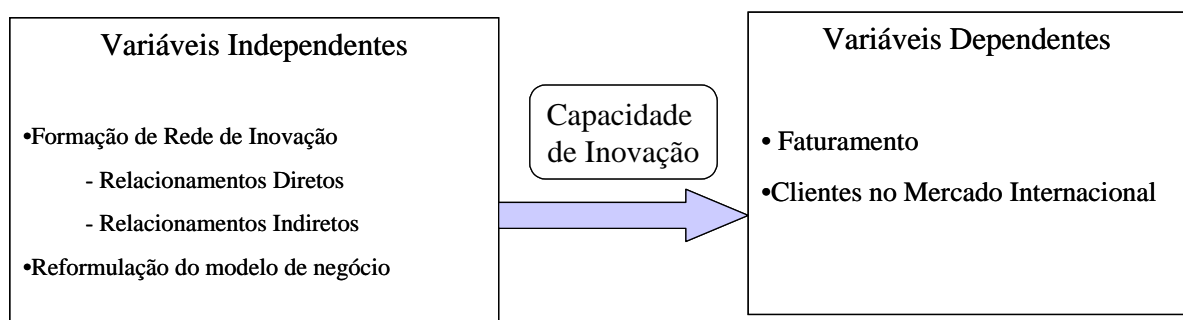 Variáveis Independentes
•Formação de Rede de Inovação
- Relacionamentos Diretos
- Relacionamentos Indiretos
•Reformulação do modelo de negócio
Capacidade
de Inovação
Variáveis Dependentes
• Faturamento
•Clientes no Mercado Internacional